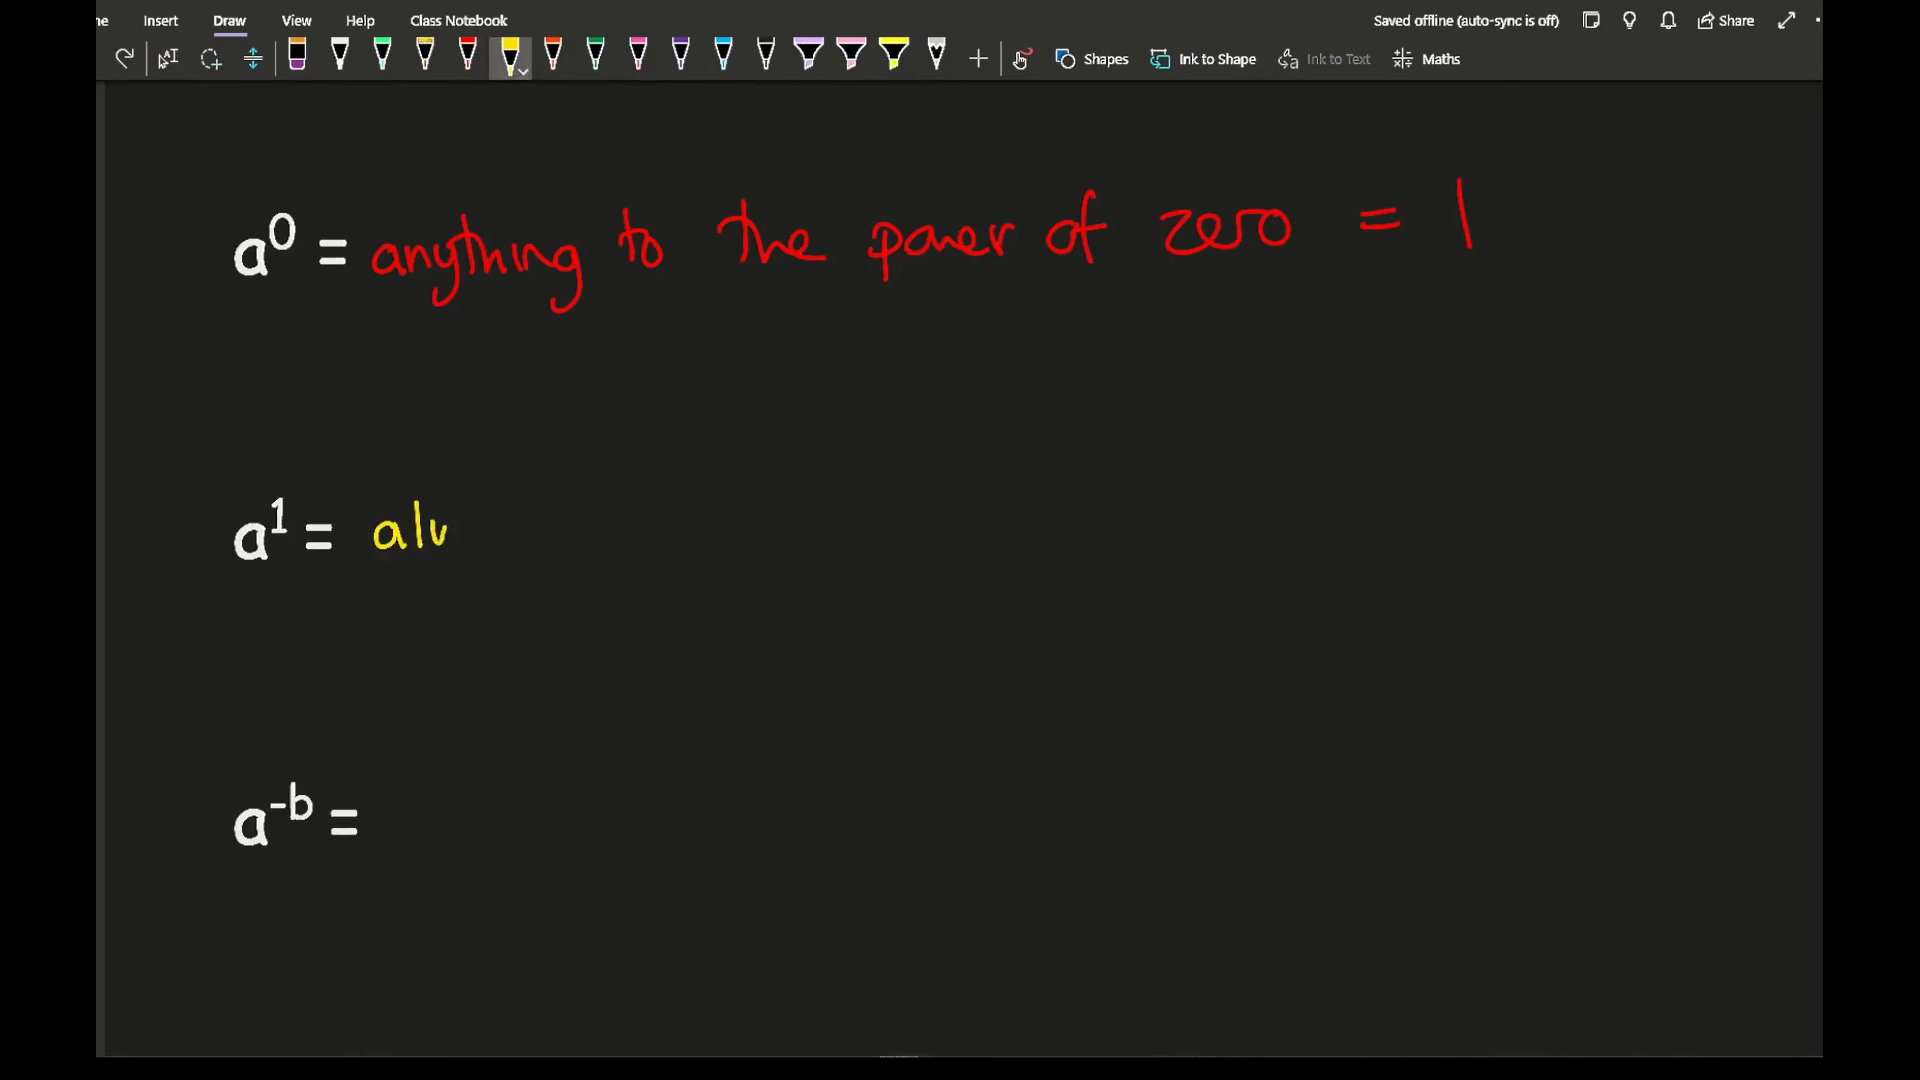 Insert Draw View Help Class Notebook Saved offline (auto-sync is off) Share
Shapes Ink to Shape Ink to Text Maths
a⁰ = anything to the power of zero = 1
a¹ = alv
a⁻ᵇ =